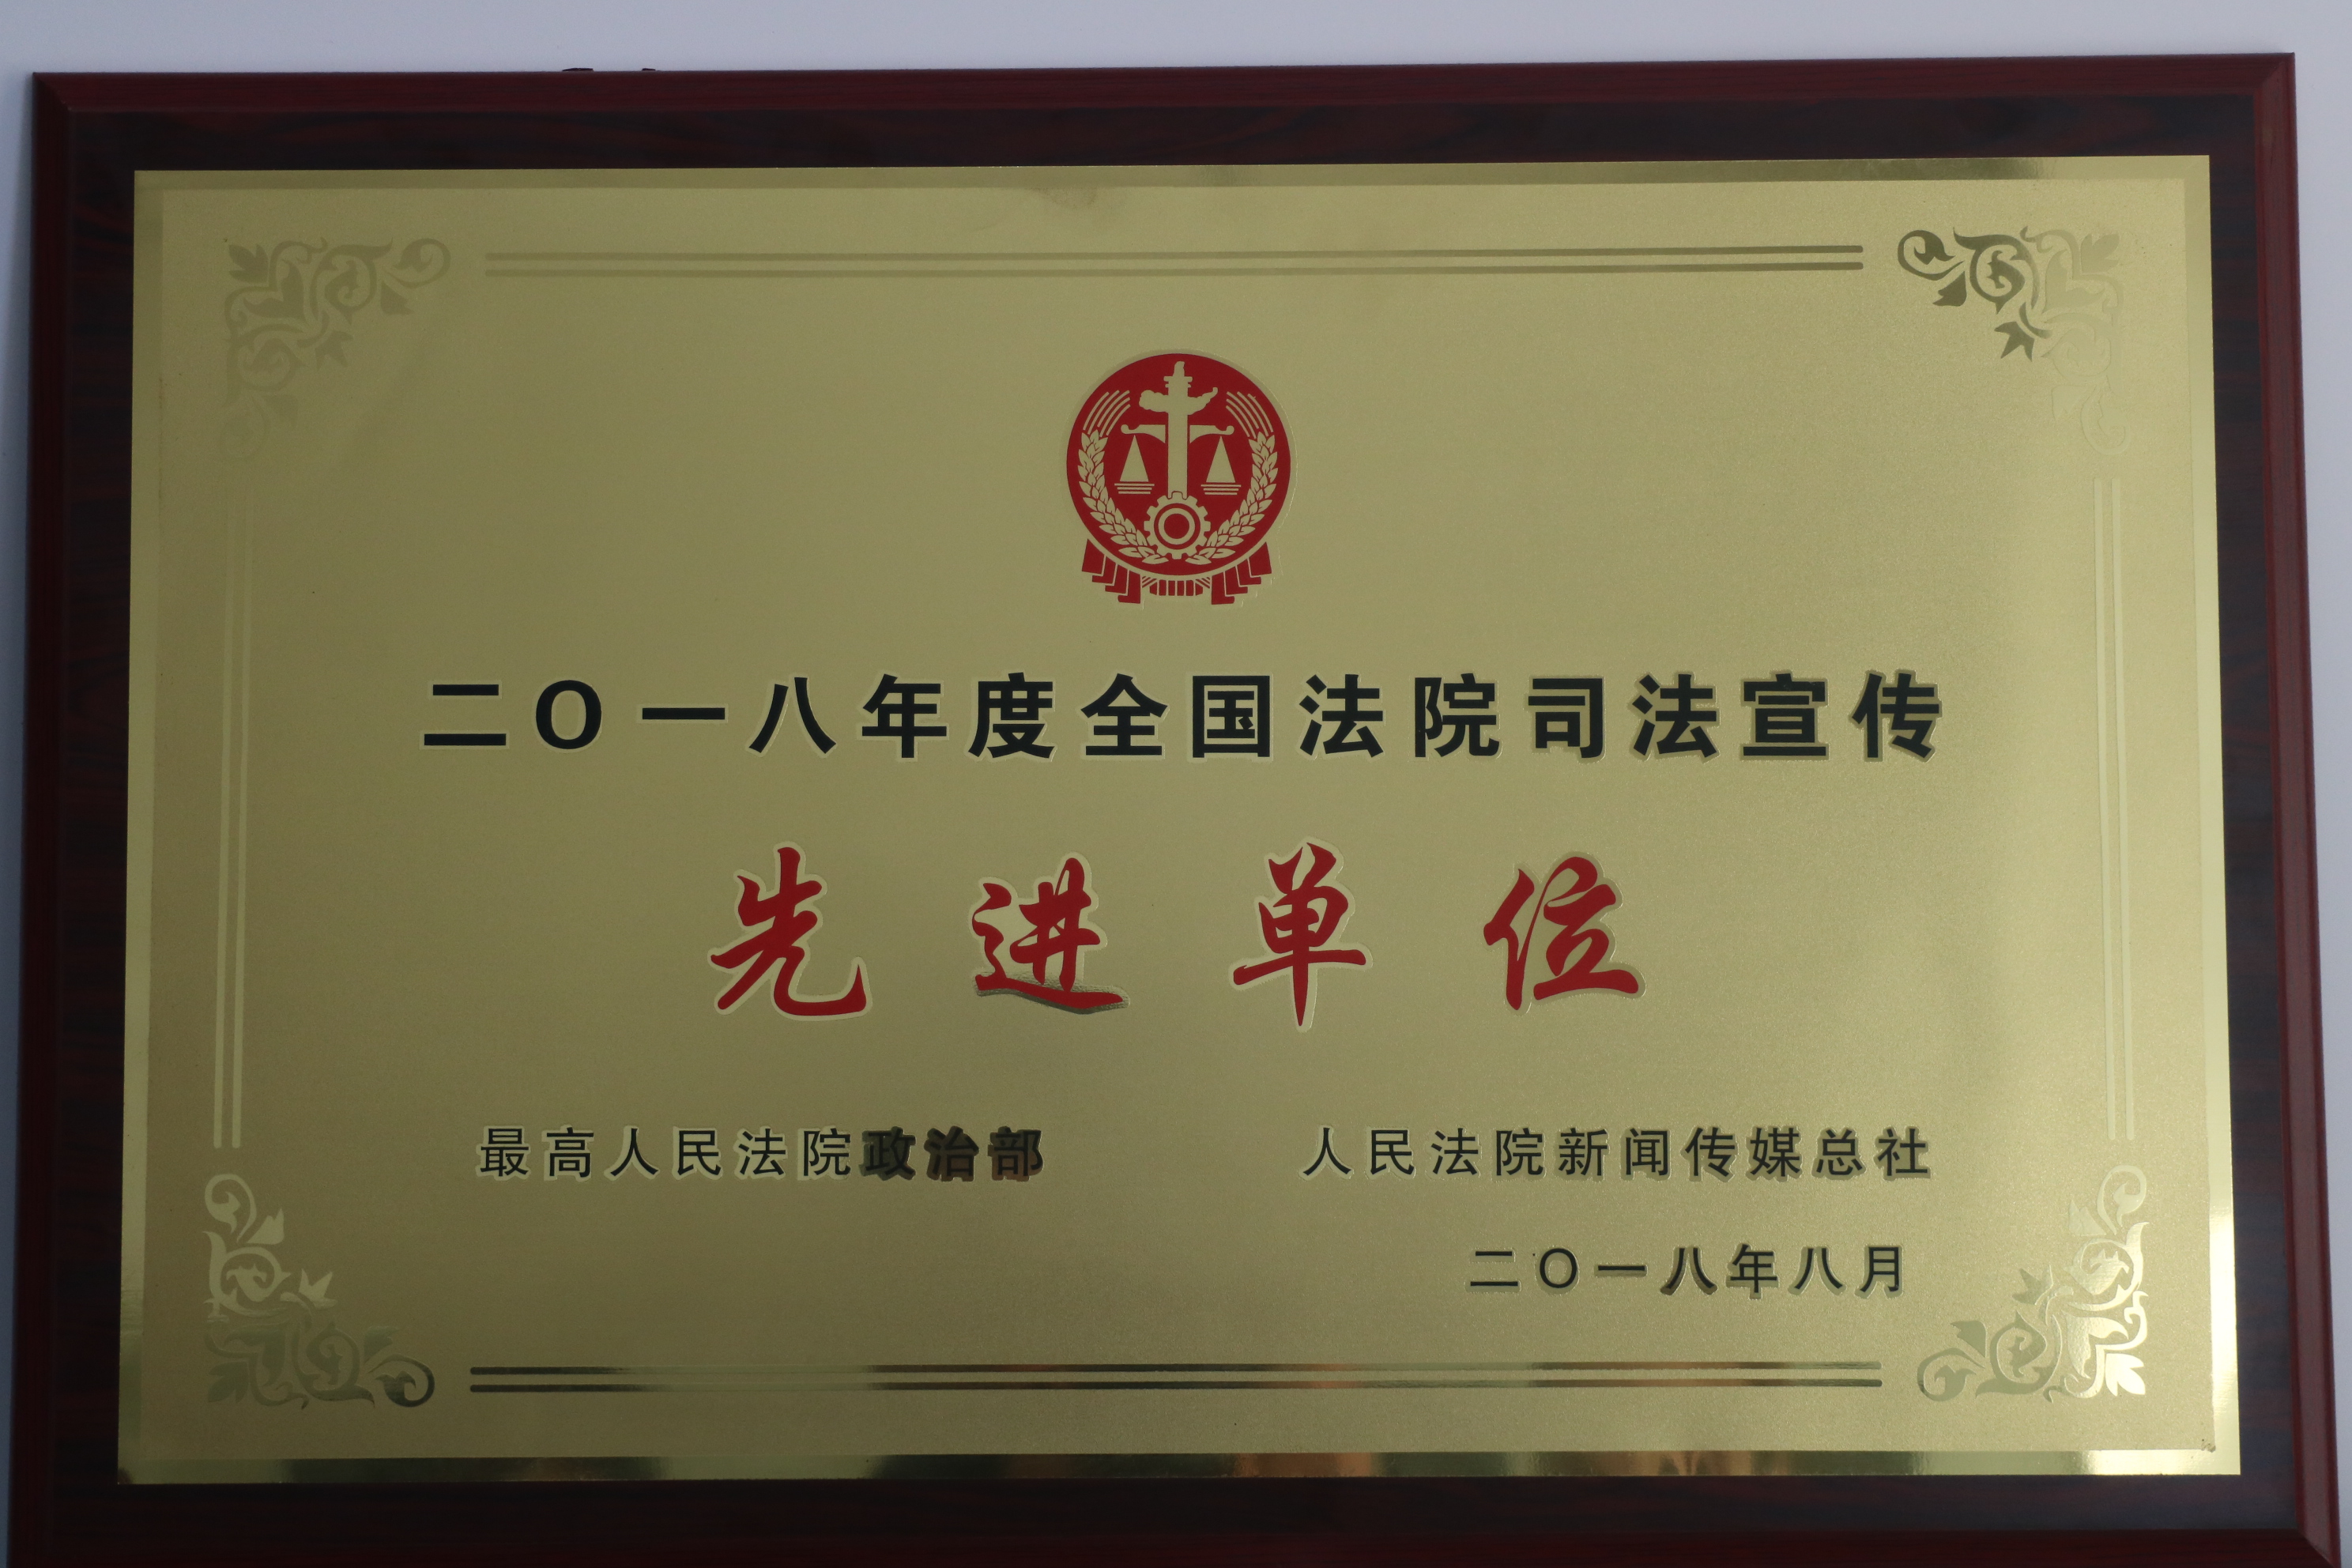 二〇一八年度全国法院司法宣传
先进单位
最高人民法院政治部 人民法院新闻传媒总社
二〇一八年八月